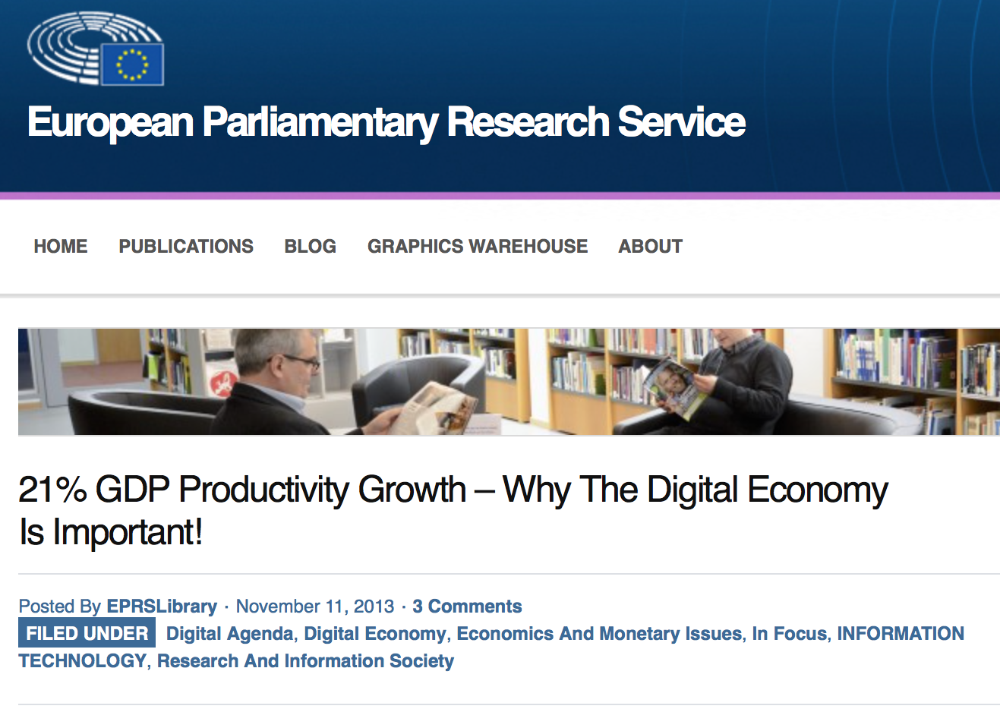 European Parliamentary Research Service
HOME PUBLICATIONS BLOG GRAPHICS WAREHOUSE ABOUT
21% GDP Productivity Growth – Why The Digital Economy
Is Important!
Posted By EPRSLibrary · November 11, 2013 · 3 Comments
FILED UNDER Digital Agenda, Digital Economy, Economics And Monetary Issues, In Focus, INFORMATION
TECHNOLOGY, Research And Information Society